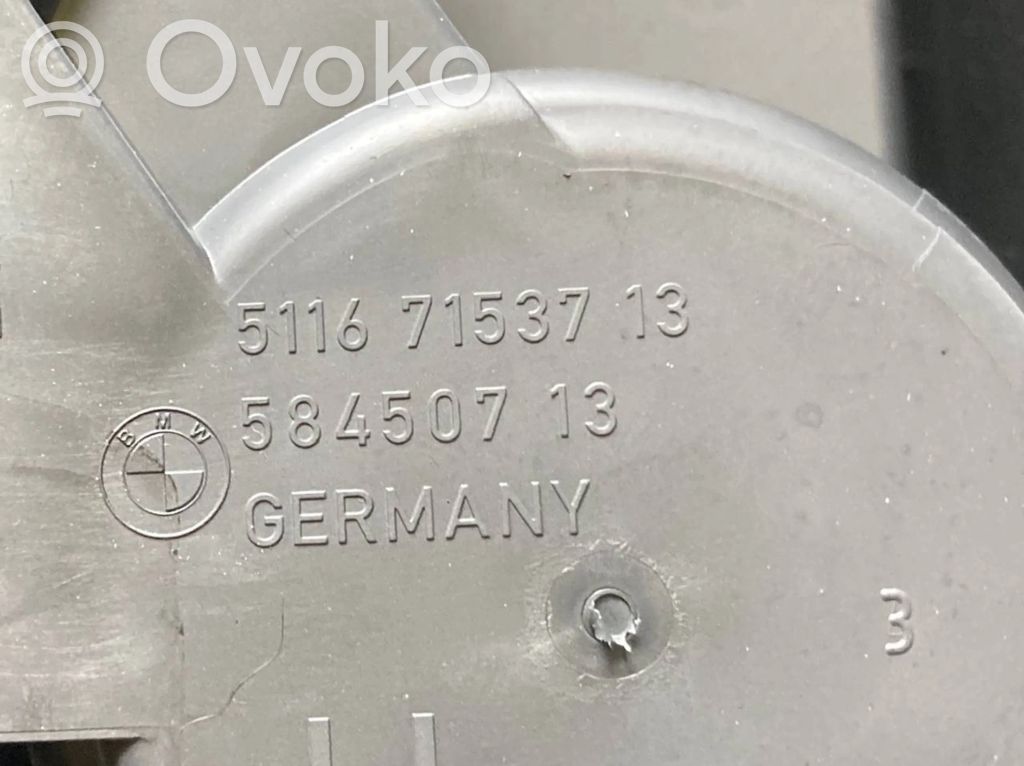 Ovoko
R
5116 71537 13
584507 13
BMW
GERMANY
3